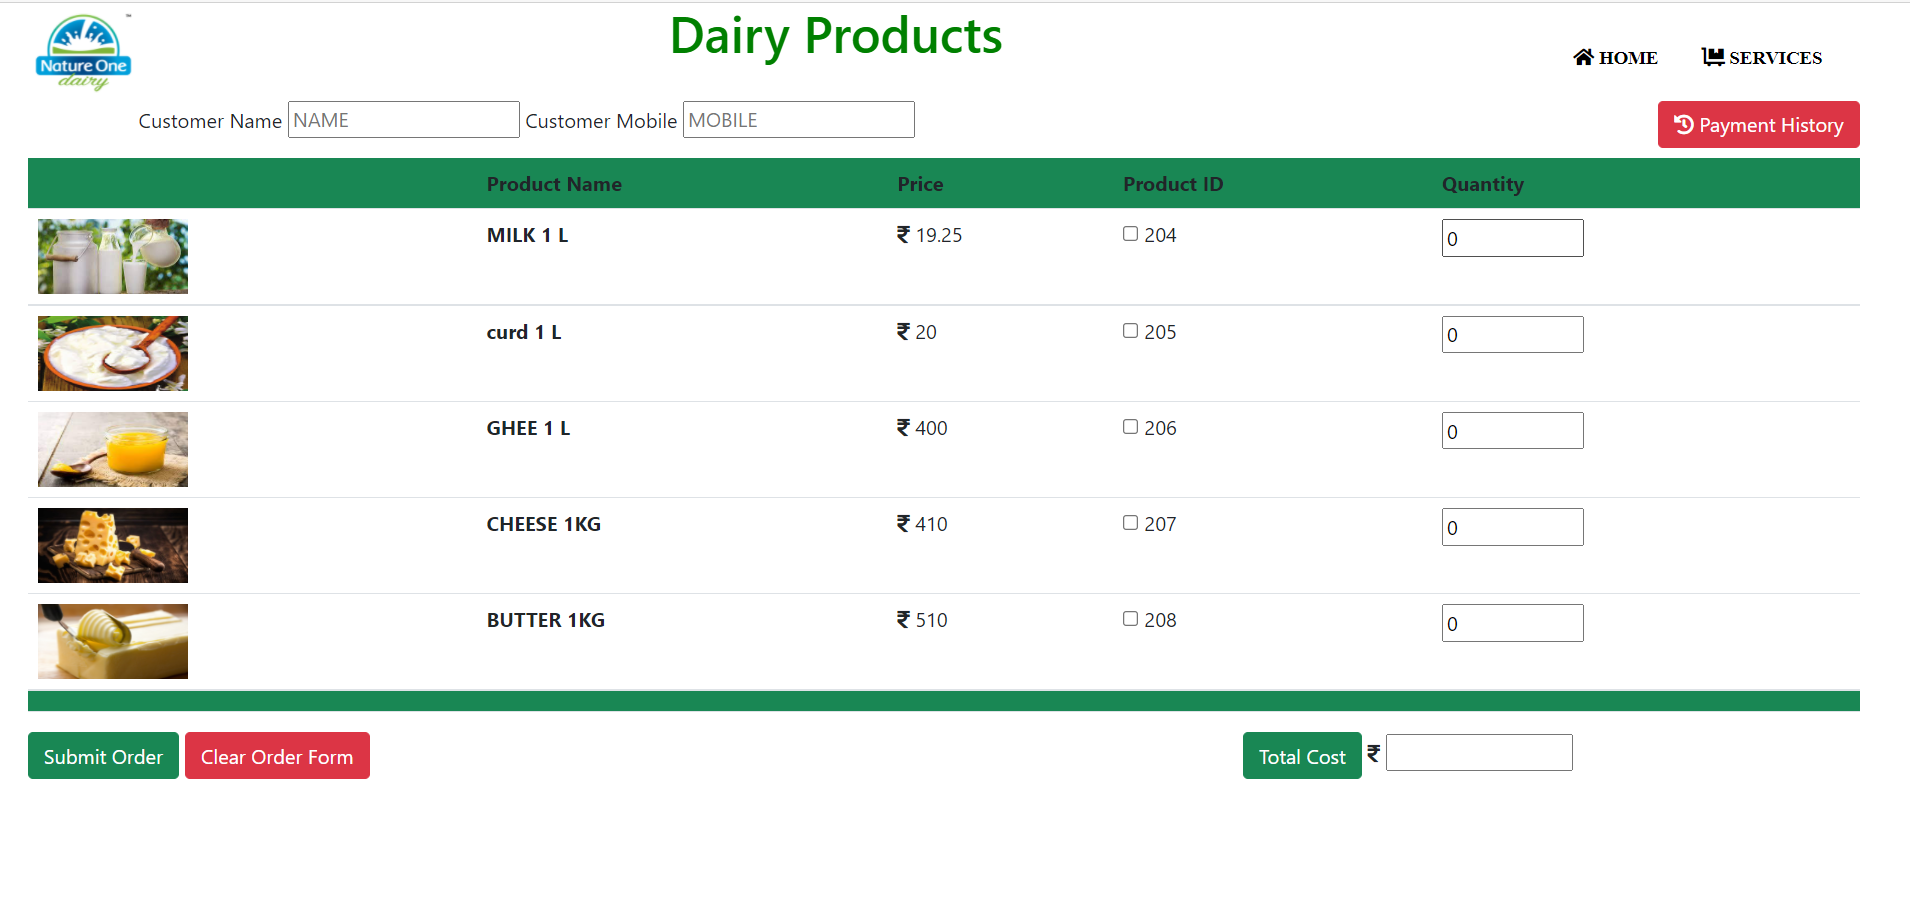 Nature One
dairy
™
Dairy Products
HOME SERVICES
Customer Name NAME Customer Mobile MOBILE Payment History
Product Name Price Product ID Quantity
MILK 1 L ₹ 19.25 204 0
curd 1 L ₹ 20 205 0
GHEE 1 L ₹ 400 206 0
CHEESE 1KG ₹ 410 207 0
BUTTER 1KG ₹ 510 208 0
Submit Order Clear Order Form Total Cost ₹